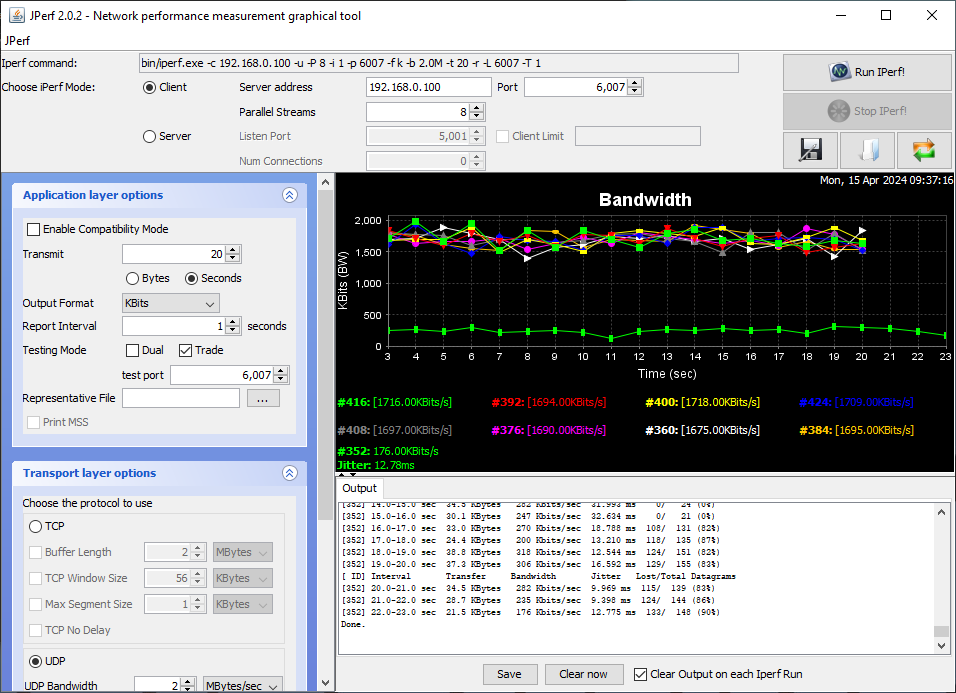 JPerf 2.0.2 - Network performance measurement graphical tool
JPerf
Iperf command: bin/iperf.exe -c 192.168.0.100 -u -P 8 -i 1 -p 6007 -f k -b 2.0M -t 20 -r -L 6007 -T 1
Run IPerf!
Choose iPerf Mode: Client Server address 192.168.0.100 Port 6,007
Parallel Streams 8
Stop IPerf!
Server Listen Port 5,001 Client Limit
Num Connections 0
Application layer options
Enable Compatibility Mode
Transmit 20
Bytes Seconds
Output Format KBits
Report Interval 1 seconds
Testing Mode Dual Trade
test port 6,007
Representative File ...
Print MSS
Transport layer options
Choose the protocol to use
TCP
Buffer Length 2 MBytes
TCP Window Size 56 KBytes
Max Segment Size 1 KBytes
TCP No Delay
UDP
UDP Bandwidth 2 MBytes/sec
Mon, 15 Apr 2024 09:37:16
Bandwidth
KBits (BW)
2,000
1,500
1,000
500
0
3 4 5 6 7 8 9 10 11 12 13 14 15 16 17 18 19 20 21 22 23
Time (sec)
#416: [1716.00KBits/s] #392: [1694.00KBits/s] #400: [1718.00KBits/s] #424: [1709.00KBits/s]
#408: [1697.00KBits/s] #376: [1690.00KBits/s] #360: [1675.00KBits/s] #384: [1695.00KBits/s]
#352: 176.00KBits/s
Jitter: 12.78ms
Output
[352] 14.0-15.0 sec 34.5 KBytes 282 Kbits/sec 31.993 ms 0/ 24 (0%)
[352] 15.0-16.0 sec 30.1 KBytes 247 Kbits/sec 32.634 ms 0/ 21 (0%)
[352] 16.0-17.0 sec 33.0 KBytes 270 Kbits/sec 18.788 ms 108/ 131 (82%)
[352] 17.0-18.0 sec 24.4 KBytes 200 Kbits/sec 13.210 ms 118/ 135 (87%)
[352] 18.0-19.0 sec 38.8 KBytes 318 Kbits/sec 12.544 ms 124/ 151 (82%)
[352] 19.0-20.0 sec 37.3 KBytes 306 Kbits/sec 16.592 ms 129/ 155 (83%)
[ ID] Interval Transfer Bandwidth Jitter Lost/Total Datagrams
[352] 20.0-21.0 sec 34.5 KBytes 282 Kbits/sec 9.969 ms 115/ 139 (83%)
[352] 21.0-22.0 sec 28.7 KBytes 235 Kbits/sec 9.398 ms 124/ 144 (86%)
[352] 22.0-23.0 sec 21.5 KBytes 176 Kbits/sec 12.775 ms 133/ 148 (90%)
Done.
Save Clear now Clear Output on each Iperf Run